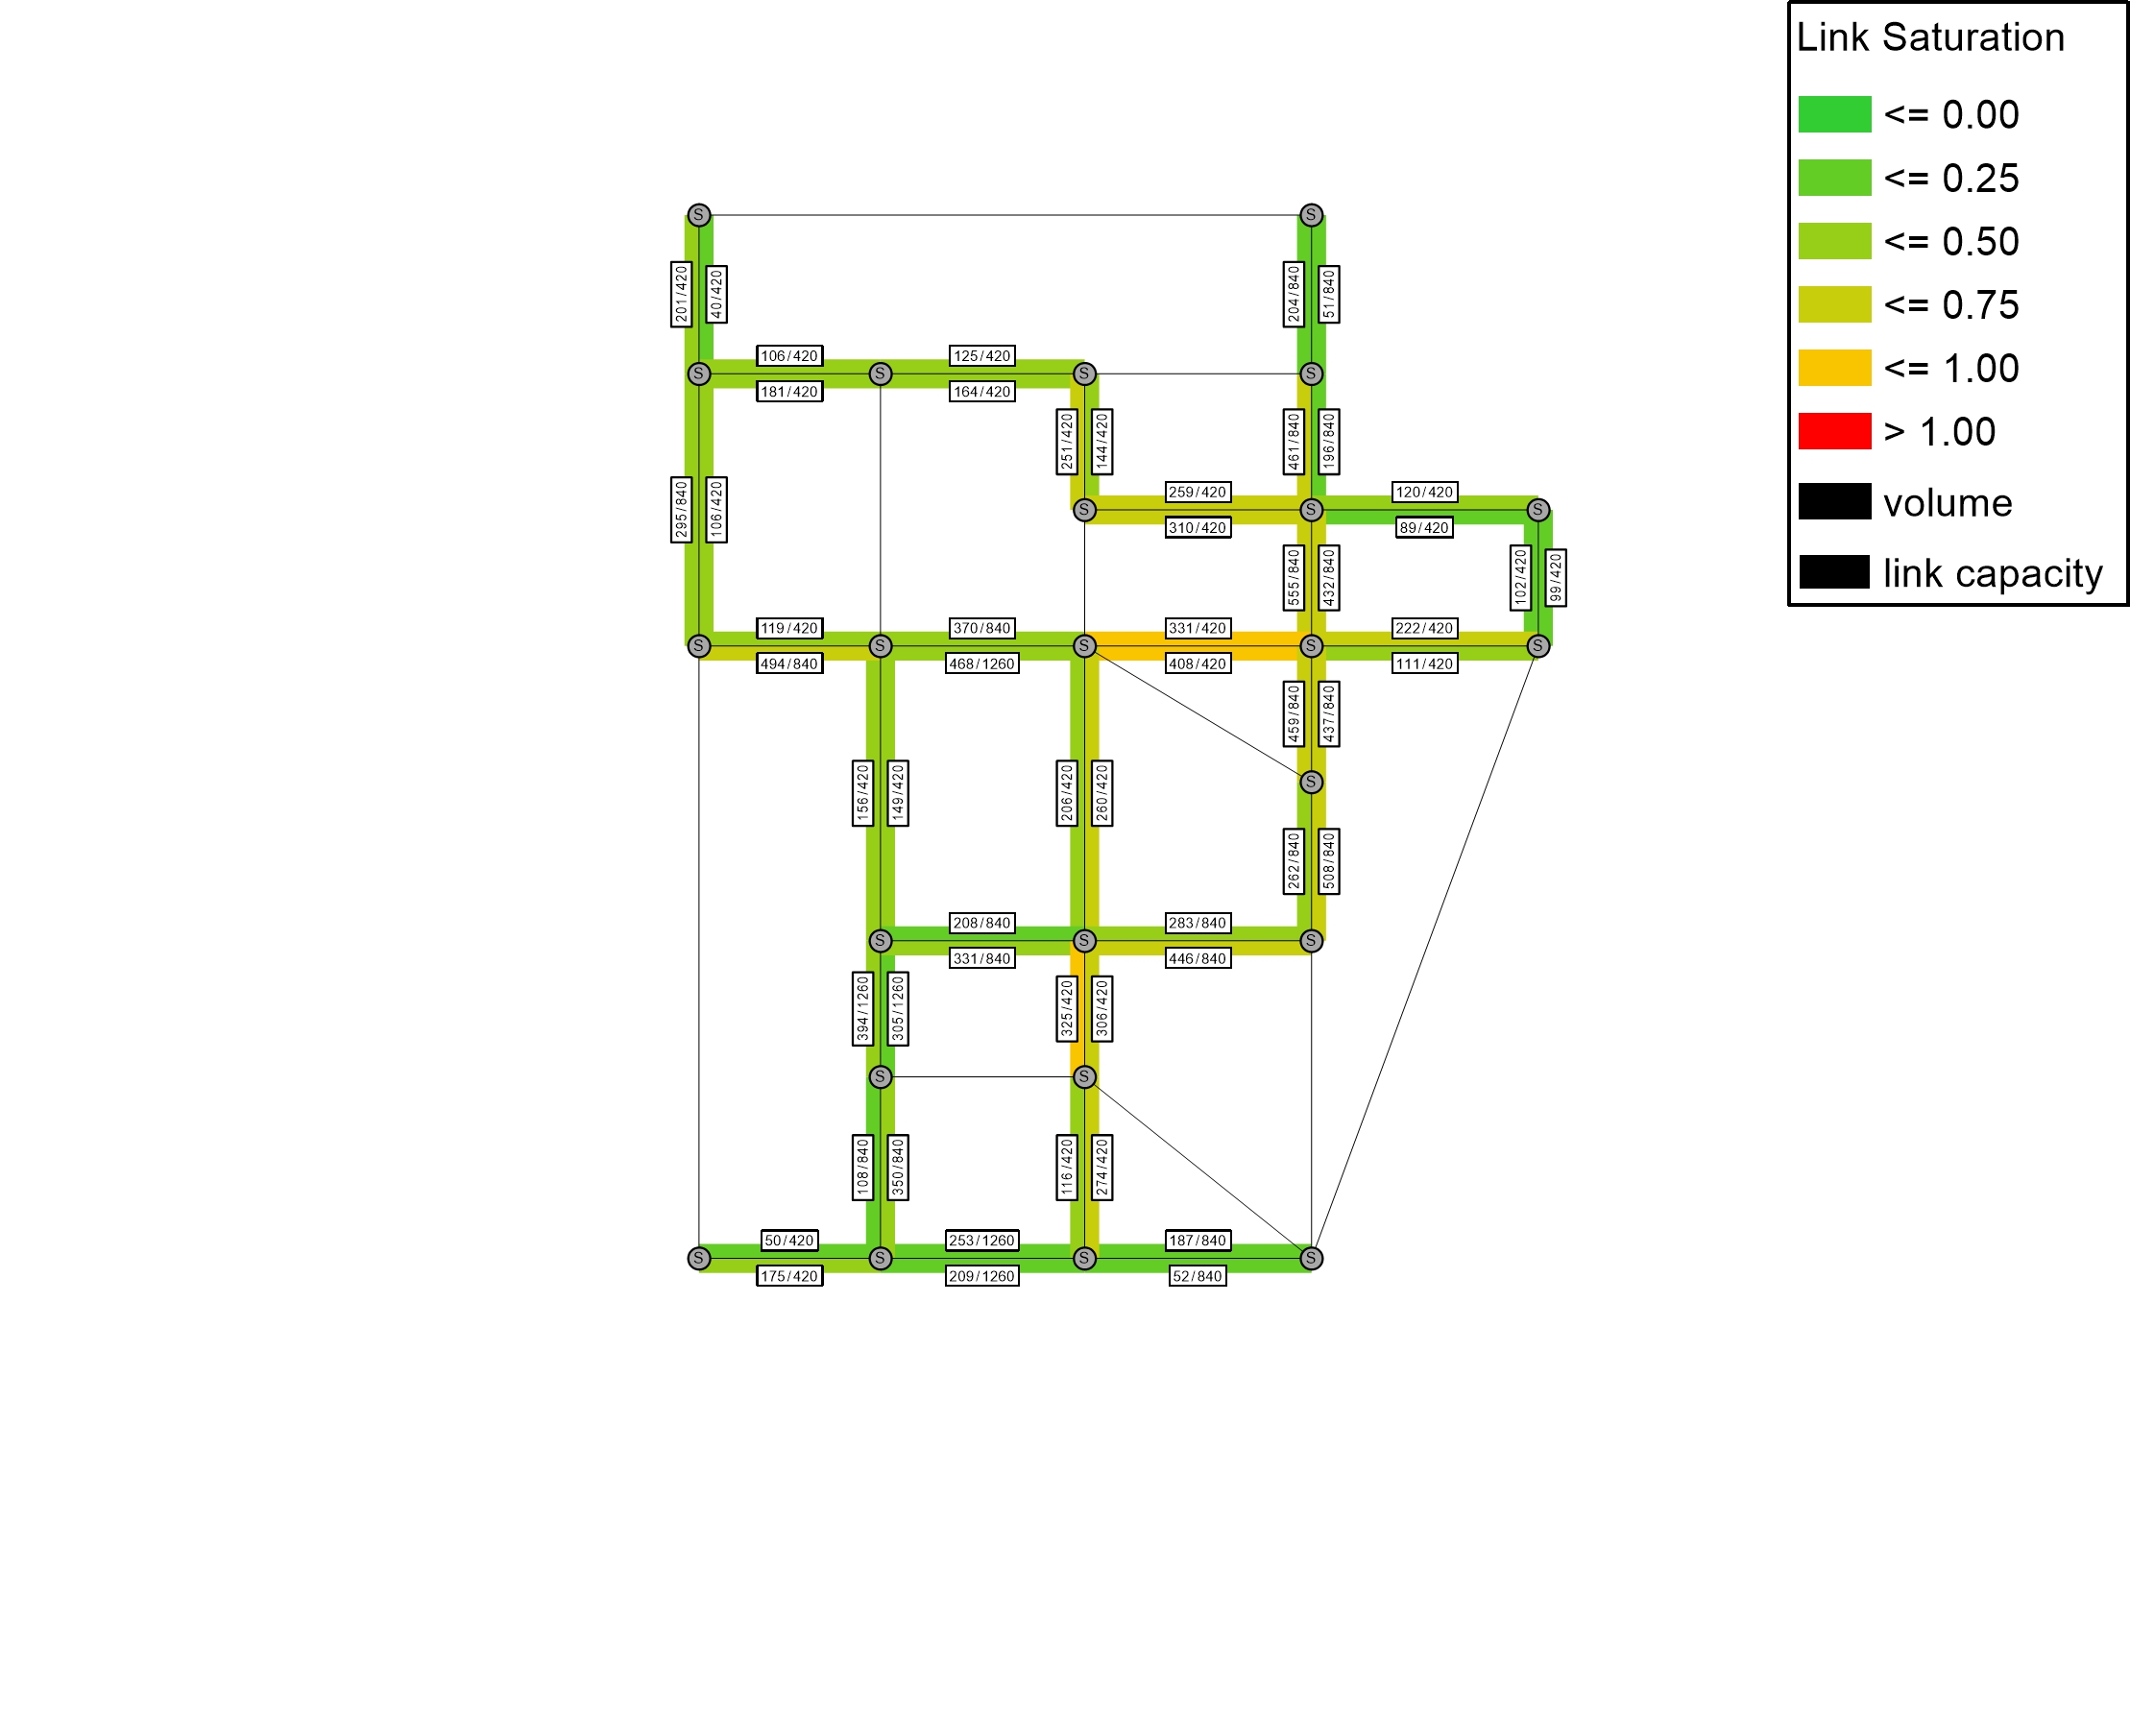 Link Saturation
<= 0.00
<= 0.25
<= 0.50
<= 0.75
<= 1.00
> 1.00
volume
link capacity
S
S
201/420
40/420
204/840
51/840
106/420
125/420
S
S
S
S
181/420
164/420
251/420
144/420
461/840
196/840
259/420
120/420
S
S
S
310/420
89/420
295/840
106/420
555/840
432/840
102/420
99/420
119/420
370/840
331/420
222/420
S
S
S
S
S
494/840
468/1260
408/420
111/420
459/840
437/840
S
156/420
149/420
206/420
260/420
262/840
508/840
208/840
283/840
S
S
S
331/840
446/840
394/1260
305/1260
325/420
306/420
S
S
108/840
350/840
116/420
274/420
50/420
253/1260
187/840
S
S
S
S
175/420
209/1260
52/840